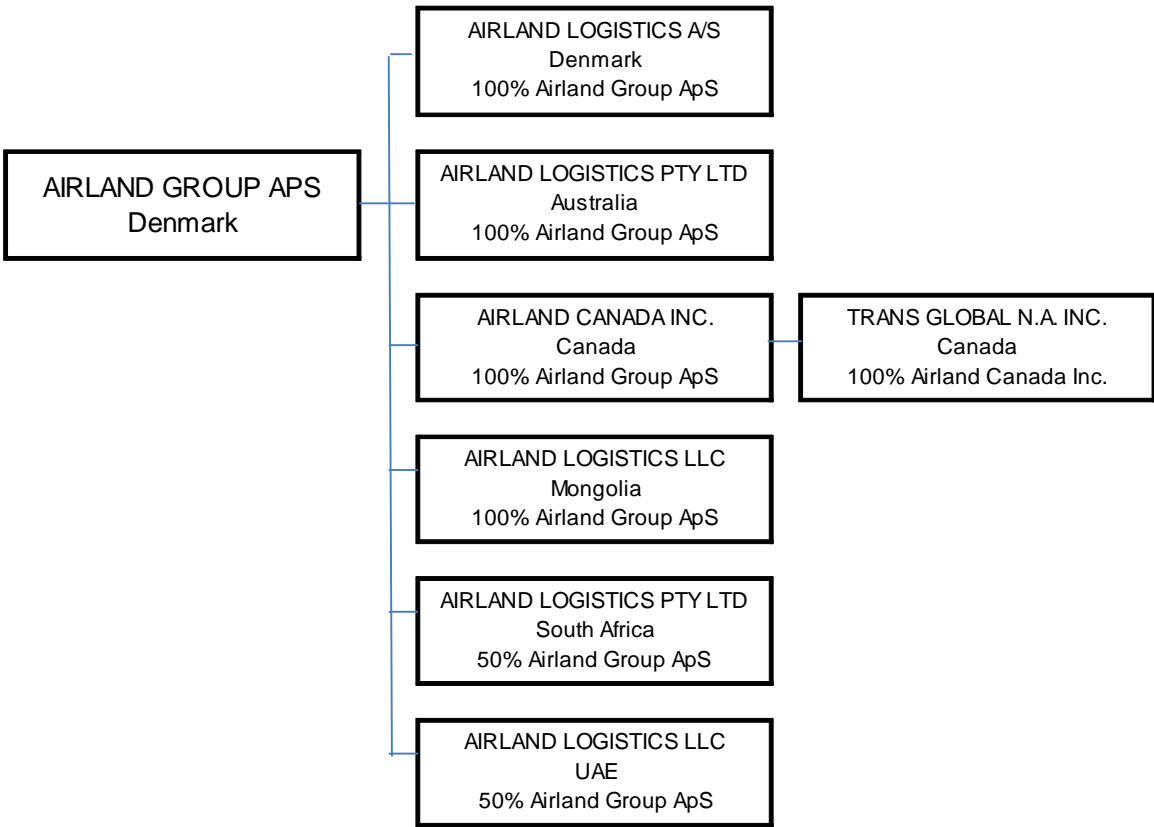 AIRLAND LOGISTICS A/S
Denmark
100% Airland Group ApS
AIRLAND GROUP APS
Denmark
AIRLAND LOGISTICS PTY LTD
Australia
100% Airland Group ApS
AIRLAND CANADA INC.
Canada
100% Airland Group ApS
TRANS GLOBAL N.A. INC.
Canada
100% Airland Canada Inc.
AIRLAND LOGISTICS LLC
Mongolia
100% Airland Group ApS
AIRLAND LOGISTICS PTY LTD
South Africa
50% Airland Group ApS
AIRLAND LOGISTICS LLC
UAE
50% Airland Group ApS